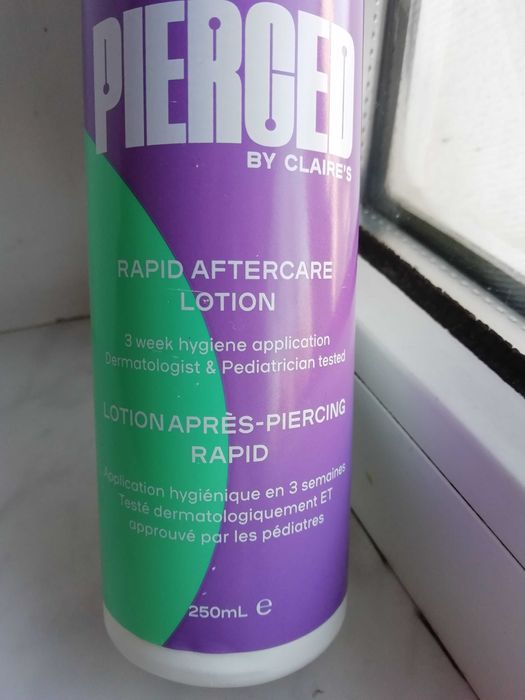 PIERCED
BY CLAIRE'S
RAPID AFTERCARE
LOTION
3 week hygiene application
Dermatologist & Pediatrician tested
LOTION APRÈS-PIERCING
RAPID
Application hygiénique en 3 semaines
Testé dermatologiquement ET
approuvé par les pédiatres
250mL ℮